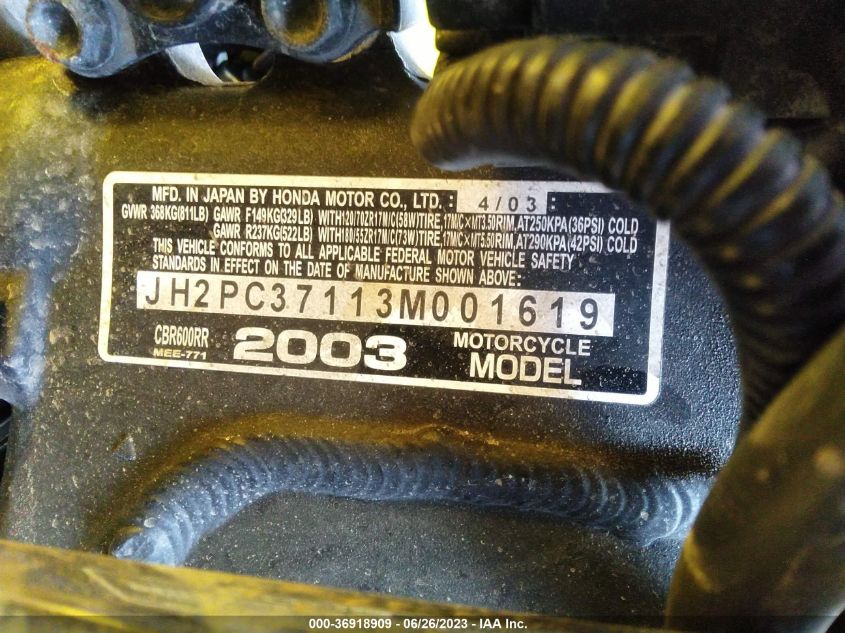 MFD. IN JAPAN BY HONDA MOTOR CO., LTD. : 4/03 :
GVWR 368KG(811LB) GAWR F149KG(329LB) WITH120/70ZR17M/C(58W)TIRE,17M/C×MT3.50RIM,AT250KPA(36PSI) COLD
GAWR R237KG(522LB) WITH180/55ZR17M/C(73W)TIRE,17M/C×MT5.50RIM,AT290KPA(42PSI) COLD
THIS VEHICLE CONFORMS TO ALL APPLICABLE FEDERAL MOTOR VEHICLE SAFETY
STANDARDS IN EFFECT ON THE DATE OF MANUFACTURE SHOWN ABOVE:
JH2PC37113M001619
CBR600RR 2003 MOTORCYCLE
MEE-771 MODEL
000-36918909 - 06/26/2023 - IAA Inc.